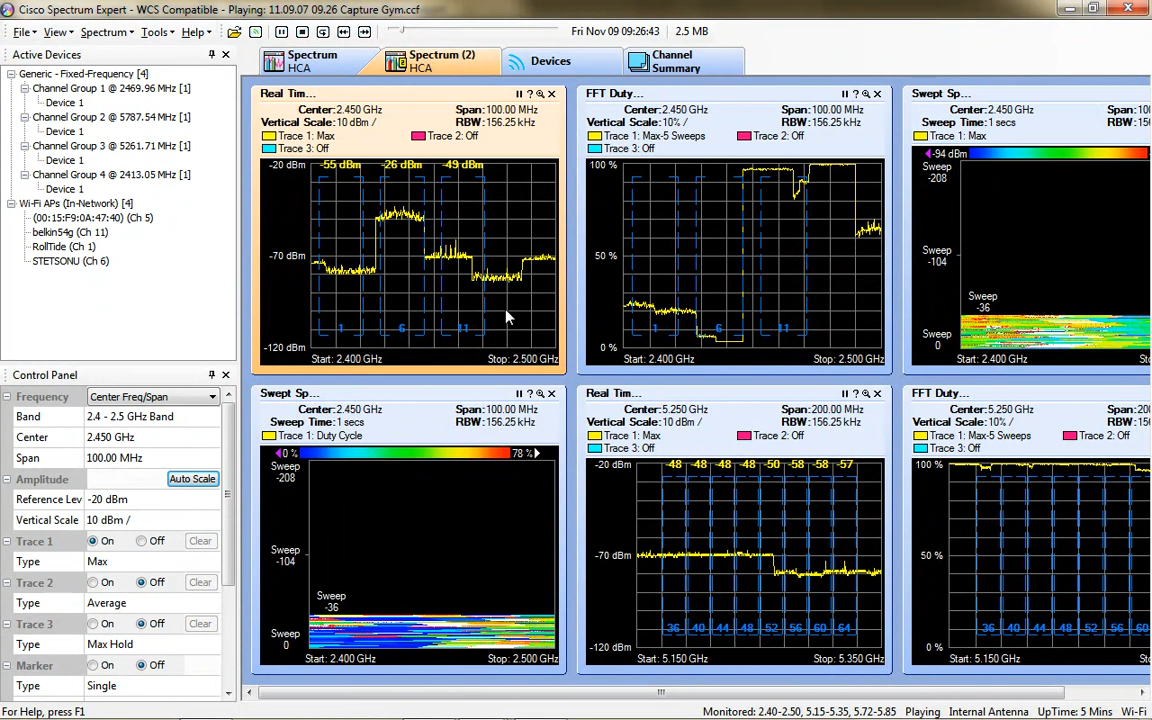 Cisco Spectrum Expert - WCS Compatible - Playing: 11.09.07 09.26 Capture Gym.ccf
File View Spectrum Tools Help Fri Nov 09 09:26:43 2.5 MB
Active Devices
Generic - Fixed-Frequency [4]
Channel Group 1 @ 2469.96 MHz [1]
Device 1
Channel Group 2 @ 5787.54 MHz [1]
Device 1
Channel Group 3 @ 5261.71 MHz [1]
Device 1
Channel Group 4 @ 2413.05 MHz [1]
Device 1
Wi-Fi APs (In-Network) [4]
(00:15:F9:0A:47:40) (Ch 5)
belkin54g (Ch 11)
RollTide (Ch 1)
STETSONU (Ch 6)
Control Panel
Frequency Center Freq/Span
Band 2.4 - 2.5 GHz Band
Center 2.450 GHz
Span 100.00 MHz
Amplitude Auto Scale
Reference Lev -20 dBm
Vertical Scale 10 dBm /
Trace 1 On Off Clear
Type Max
Trace 2 On Off Clear
Type Average
Trace 3 On Off Clear
Type Max Hold
Marker On Off
Type Single
Spectrum HCA
Spectrum (2) HCA
2
Devices
Channel Summary
Real Tim...
Center: 2.450 GHz Span: 100.00 MHz
Vertical Scale: 10 dBm / RBW: 156.25 kHz
Trace 1: Max Trace 2: Off
Trace 3: Off
-20 dBm -55 dBm -26 dBm -49 dBm
-70 dBm
1 6 11
-120 dBm
Start: 2.400 GHz Stop: 2.500 GHz
FFT Duty...
Center: 2.450 GHz Span: 100.00 MHz
Vertical Scale: 10% / RBW: 156.25 kHz
Trace 1: Max-5 Sweeps Trace 2: Off
Trace 3: Off
100 %
50 %
1 6 11
0 %
Start: 2.400 GHz Stop: 2.500 GHz
Swept Sp...
Center: 2.450 GHz Span: 100
Sweep Time: 1 secs RBW: 156
Trace 1: Max
-94 dBm
Sweep -208
Sweep -104
Sweep -36
Sweep 0
Start: 2.400 GHz
Swept Sp...
Center: 2.450 GHz Span: 100.00 MHz
Sweep Time: 1 secs RBW: 156.25 kHz
Trace 1: Duty Cycle
0 % 78 %
Sweep -208
Sweep -104
Sweep -36
Sweep 0
Start: 2.400 GHz Stop: 2.500 GHz
Real Tim...
Center: 5.250 GHz Span: 200.00 MHz
Vertical Scale: 10 dBm / RBW: 156.25 kHz
Trace 1: Max Trace 2: Off
Trace 3: Off
-20 dBm -48 -48 -48 -48 -50 -58 -58 -57
-70 dBm
36 40 44 48 52 56 60 64
-120 dBm
Start: 5.150 GHz Stop: 5.350 GHz
FFT Duty...
Center: 5.250 GHz Span: 200
Vertical Scale: 10% / RBW: 156
Trace 1: Max-5 Sweeps Trace 2: Off
Trace 3: Off
100 %
50 %
36 40 44 48 52 56 60
0 %
Start: 5.150 GHz
For Help, press F1
Monitored: 2.40-2.50, 5.15-5.35, 5.72-5.85 Playing Internal Antenna UpTime: 5 Mins Wi-Fi